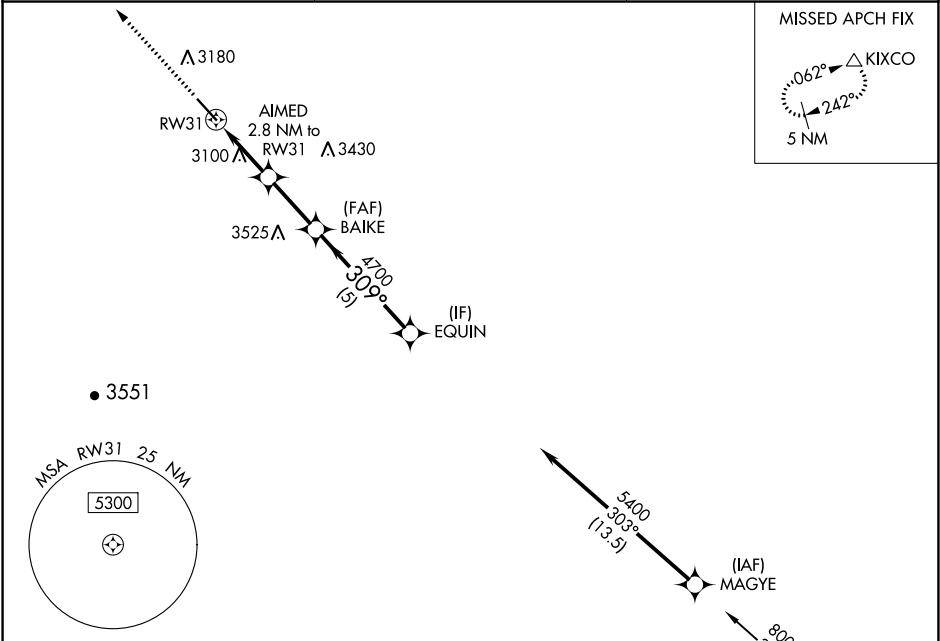 MISSED APCH FIX
KIXCO
062°
242°
5 NM
3180
RW31
AIMED
2.8 NM to
RW31
3100
3430
(FAF)
BAIKE
3525
4700
309°
(5)
(IF)
EQUIN
3551
MSA RW31 25 NM
5300
5400
303°
(13.5)
(IAF)
MAGYE